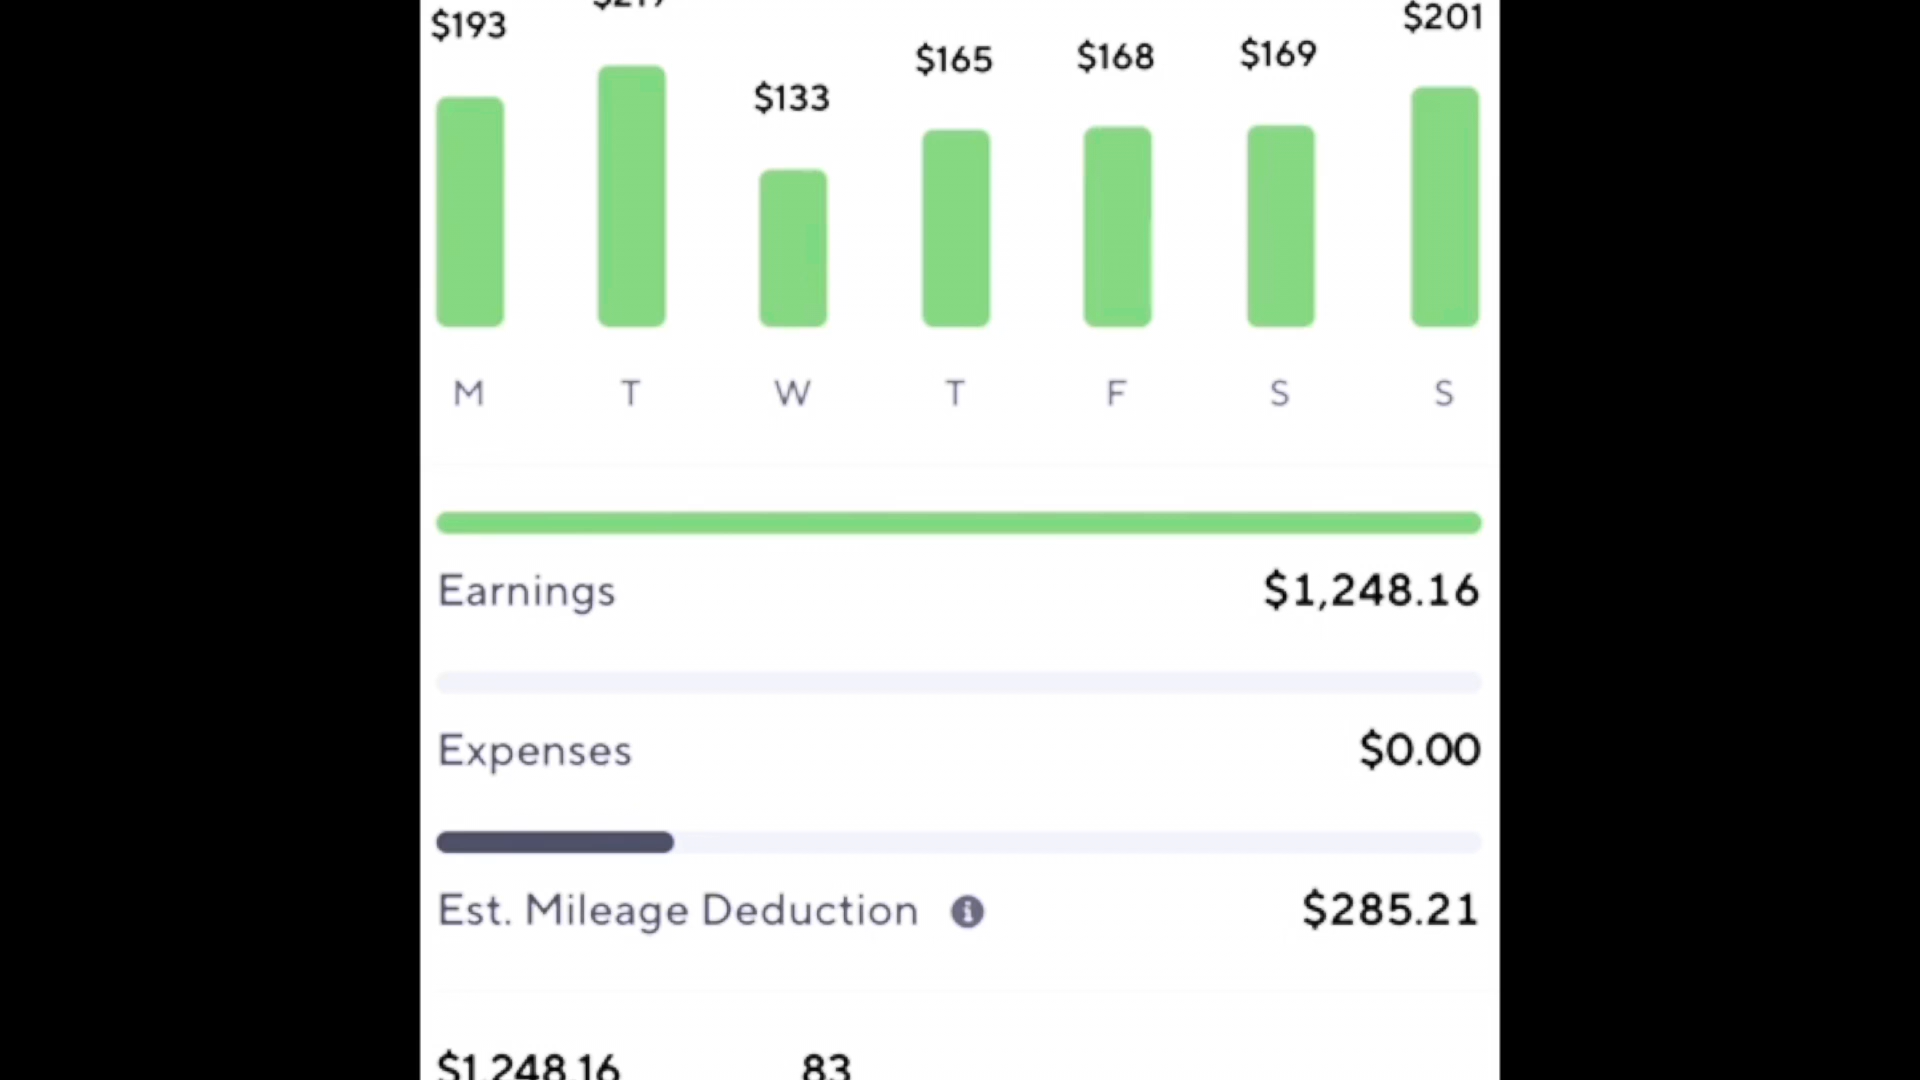 $193 $201
$165 $168 $169
$133
M T W T F S S
Earnings $1,248.16
Expenses $0.00
Est. Mileage Deduction i $285.21
$1,248.16 83